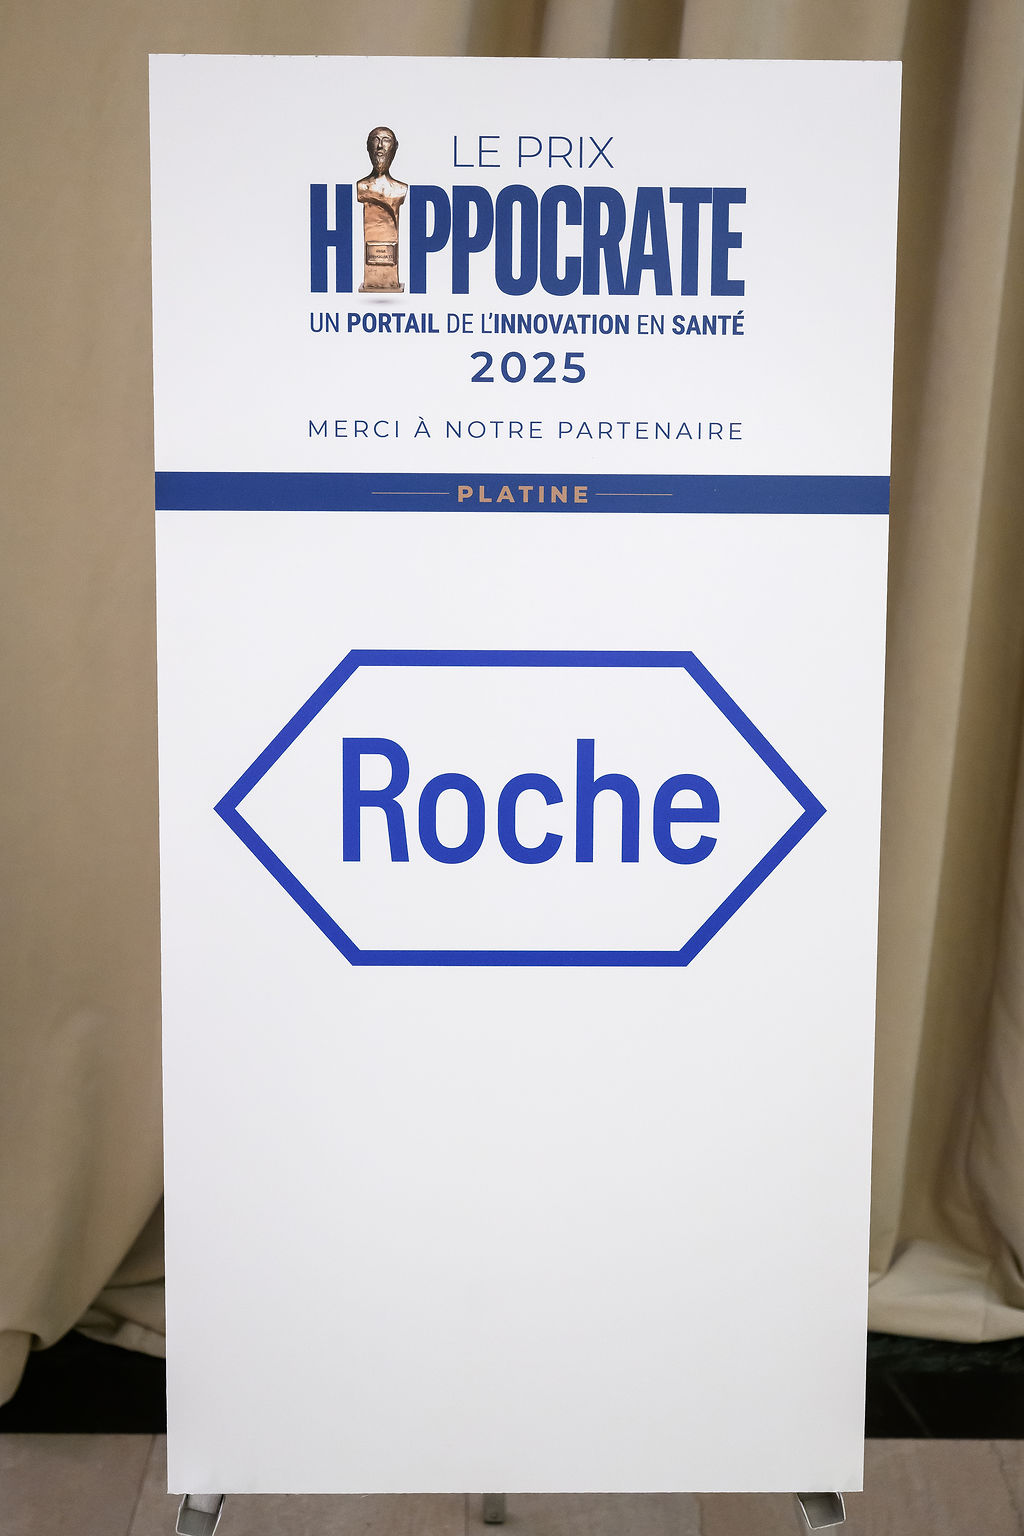 LE PRIX
HIPPOCRATE
UN PORTAIL DE L'INNOVATION EN SANTÉ
2025
MERCI À NOTRE PARTENAIRE
PLATINE
Roche